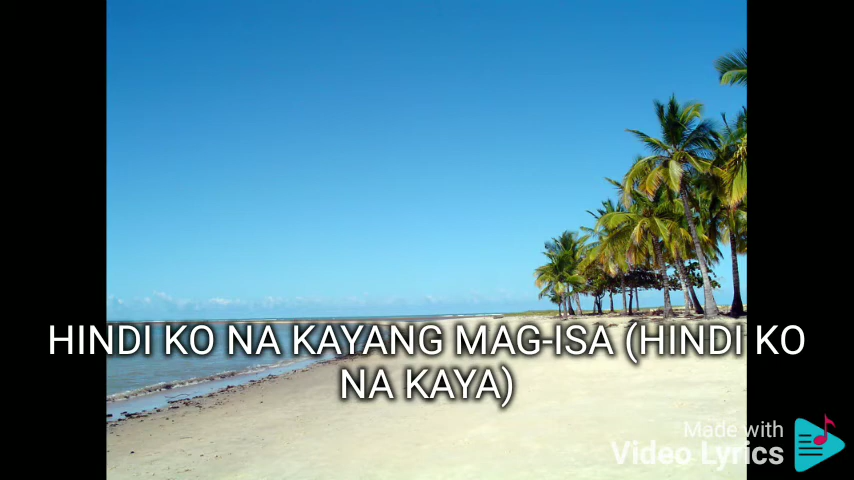 HINDI KO NA KAYANG MAG-ISA (HINDI KO
NA KAYA)
Made with
Video Lyrics